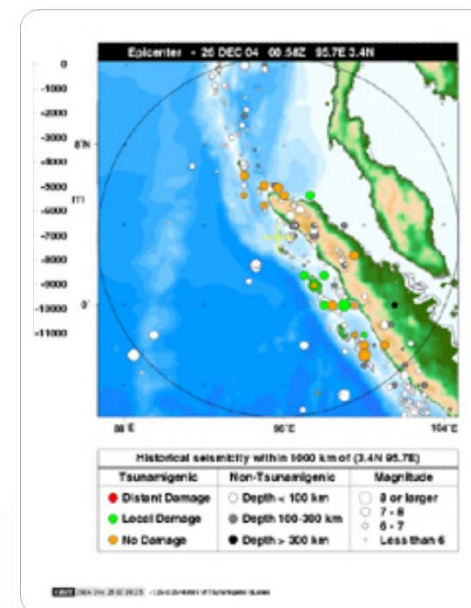 Epicenter - 26 DEC 04 00.58Z 95.7E 3.4N
0
-1000
-2000
-3000
-4000
-5000
-6000
-7000
-8000
-9000
-10000
-11000
m
8°N
0°
88°E
96°E
104°E
Historical seismicity within 1000 km of (3.4N 95.7E)
Tsunamigenic Non-Tsunamigenic Magnitude
Distant Damage Depth < 100 km 8 or larger
Local Damage Depth 100-300 km 7 - 8
No Damage Depth > 300 km 6 - 7
Less than 6